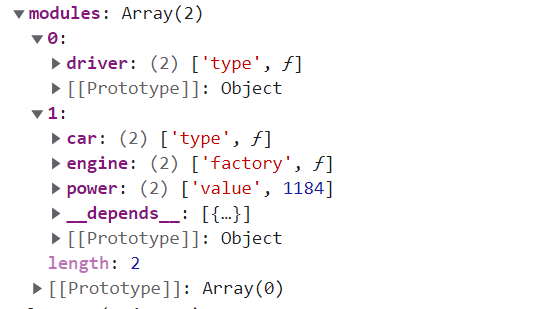 ▼modules: Array(2)
▼0:
▶driver: (2) ['type', ƒ]
▶[[Prototype]]: Object
▼1:
▶car: (2) ['type', ƒ]
▶engine: (2) ['factory', ƒ]
▶power: (2) ['value', 1184]
▶__depends__: [{…}]
▶[[Prototype]]: Object
length: 2
▶[[Prototype]]: Array(0)